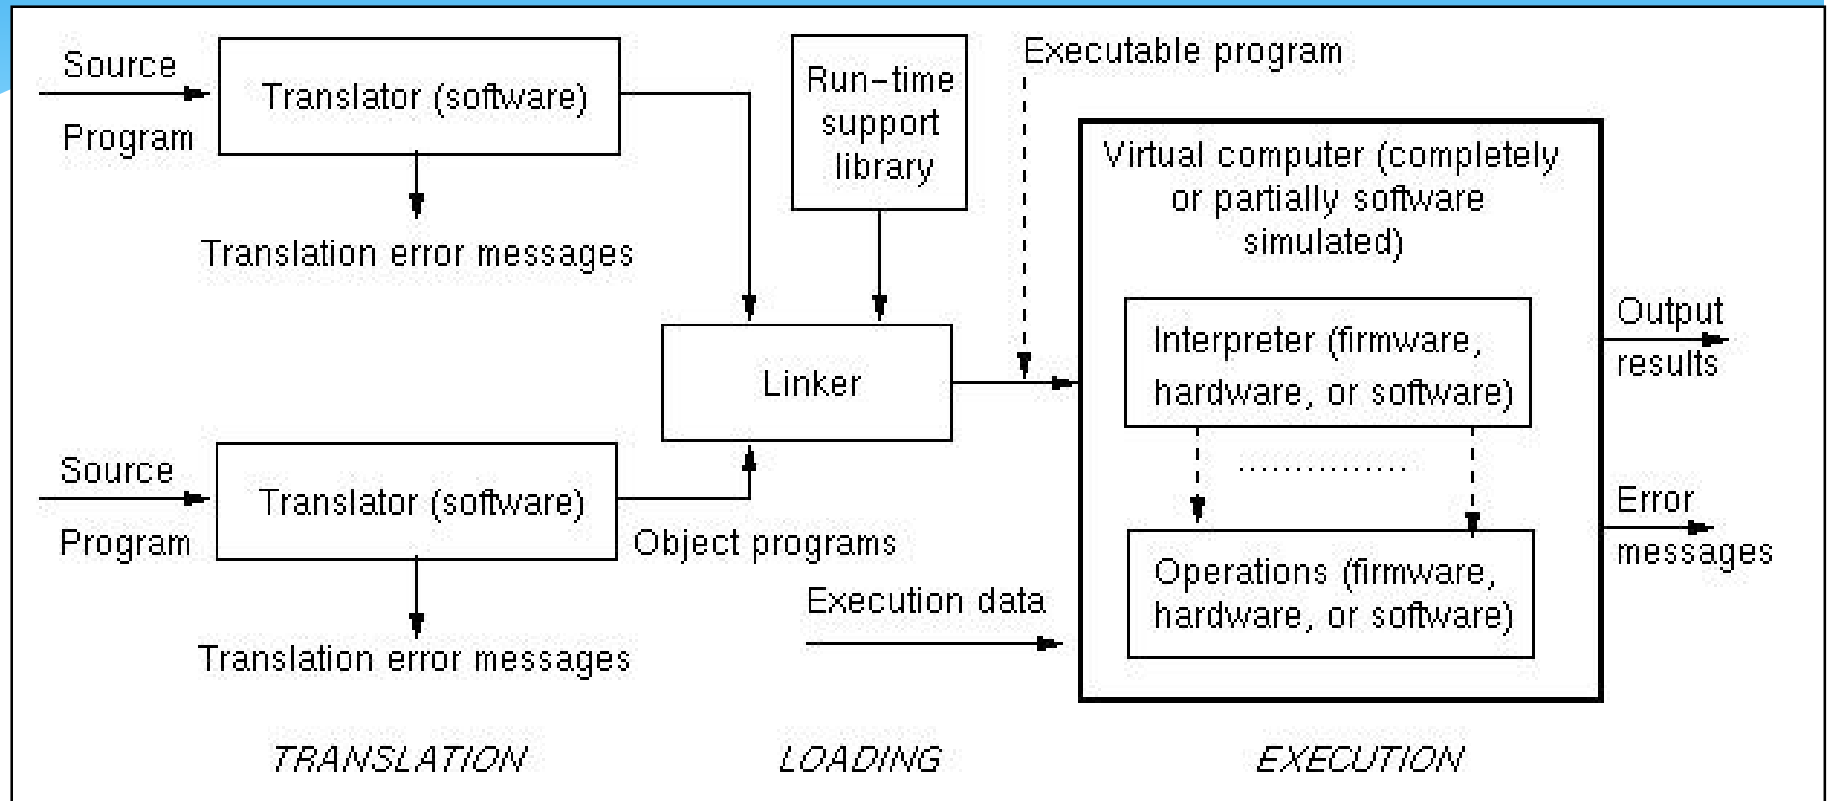 Source
Program
Translator (software)
Translation error messages
Run-time
support
library
Executable program
Virtual computer (completely
or partially software
simulated)
Linker
Interpreter (firmware,
hardware, or software)
...............
Output
results
Source
Program
Translator (software)
Object programs
Translation error messages
Execution data
Operations (firmware,
hardware, or software)
Error
messages
TRANSLATION
LOADING
EXECUTION